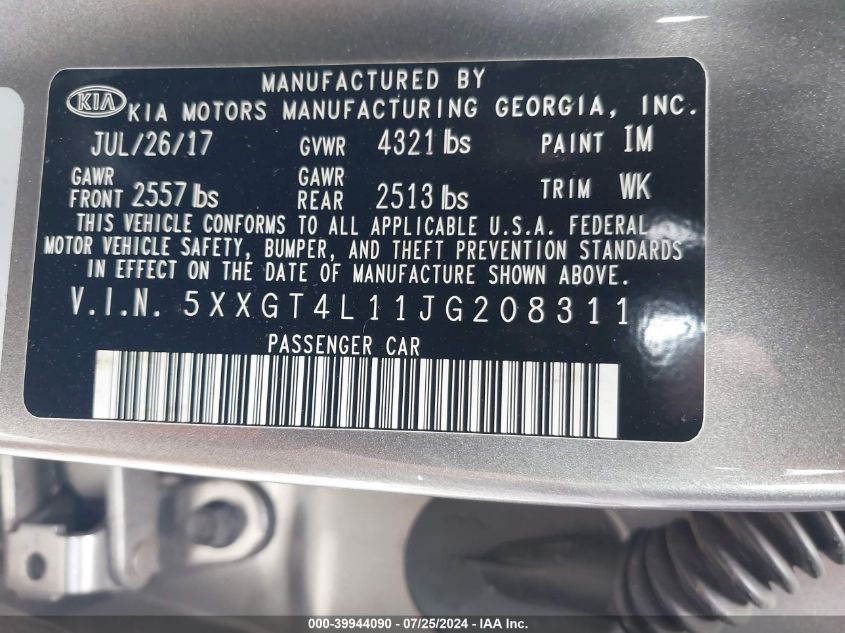 MANUFACTURED BY
KIA KIA MOTORS MANUFACTURING GEORGIA, INC.
JUL/26/17 GVWR 4321 lbs PAINT IM
GAWR FRONT 2557 lbs GAWR REAR 2513 lbs TRIM WK
THIS VEHICLE CONFORMS TO ALL APPLICABLE U.S.A. FEDERAL
MOTOR VEHICLE SAFETY, BUMPER, AND THEFT PREVENTION STANDARDS
IN EFFECT ON THE DATE OF MANUFACTURE SHOWN ABOVE.
V.I.N. 5XXGT4L11JG208311
PASSENGER CAR
000-39944090 - 07/25/2024 - IAA Inc.